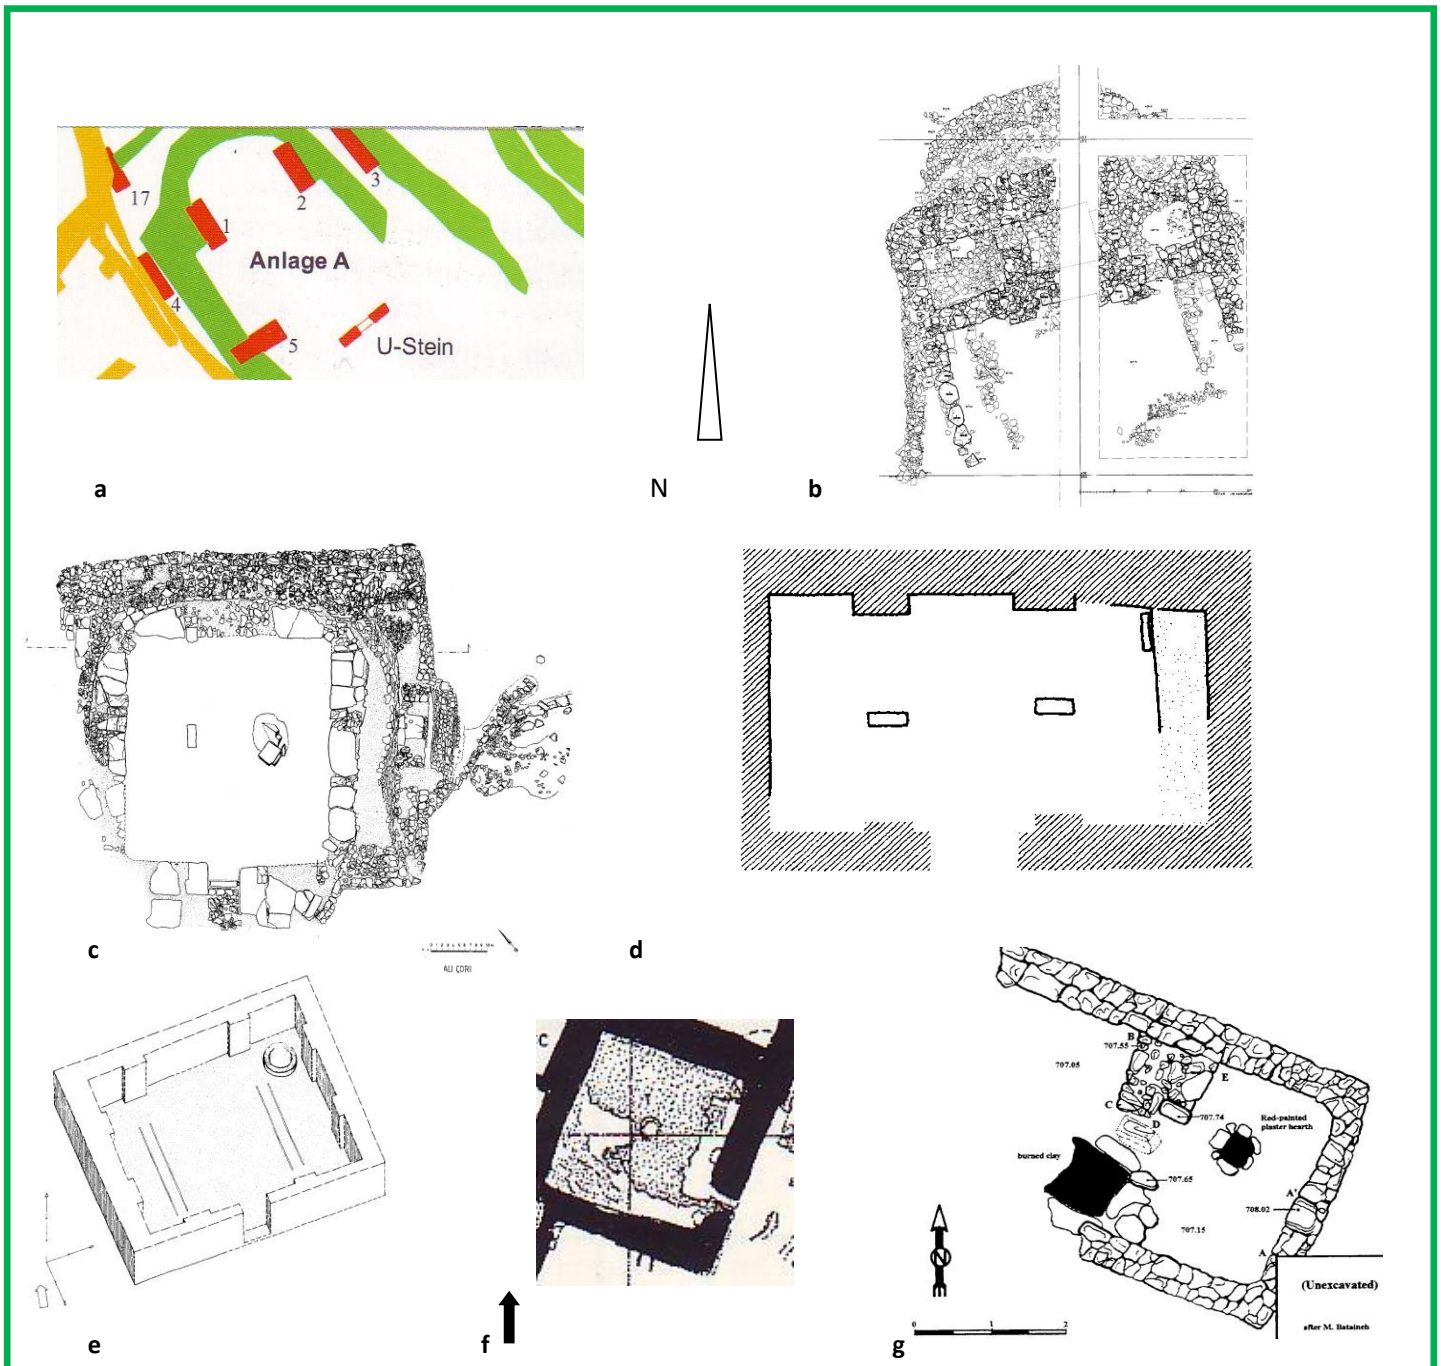 17
3
2
1
Anlage A
4
5
U-Stein
a
N
b
c
ALI ÇORII
d
e
f
C
g
B
707.55
707.05
E
C
707.74
D
Red-painted
plaster hearth
burned clay
707.65
A'
708.02
707.15
A
N
(Unexcavated)
0 1 2
after M. Bataineh